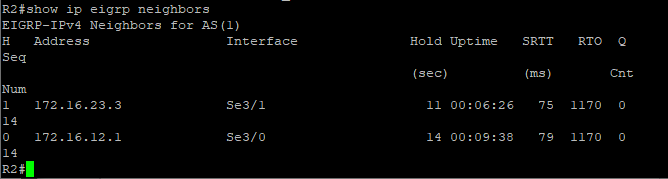 R2#show ip eigrp neighbors
EIGRP-IPv4 Neighbors for AS(1)
H   Address                 Interface              Hold Uptime   SRTT   RTO  Q
Seq
                                                   (sec)         (ms)       Cnt
Num
1   172.16.23.3             Se3/1                    11 00:06:26   75  1170  0
14
0   172.16.12.1             Se3/0                    14 00:09:38   79  1170  0
14
R2#